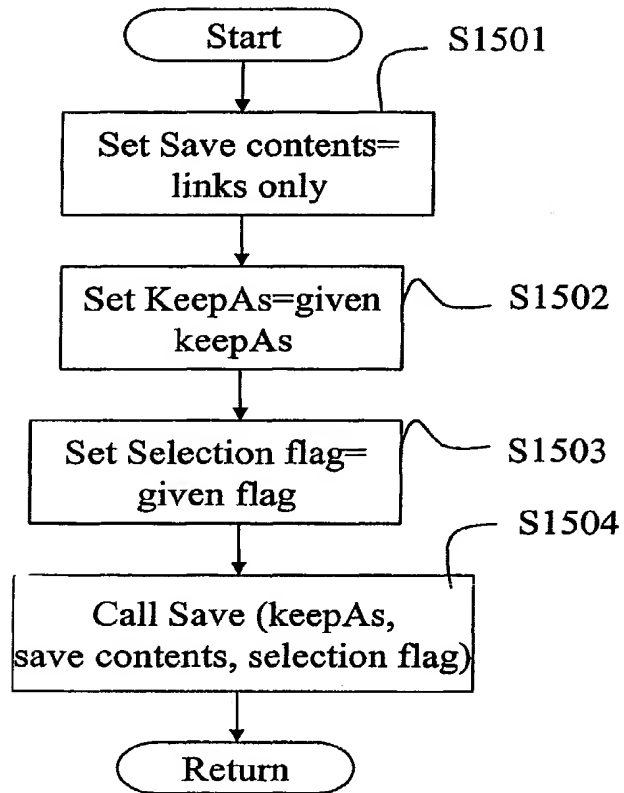 Start
S1501
Set Save contents=
links only
Set KeepAs=given
keepAs
S1502
Set Selection flag=
given flag
S1503
S1504
Call Save (keepAs,
save contents, selection flag)
Return